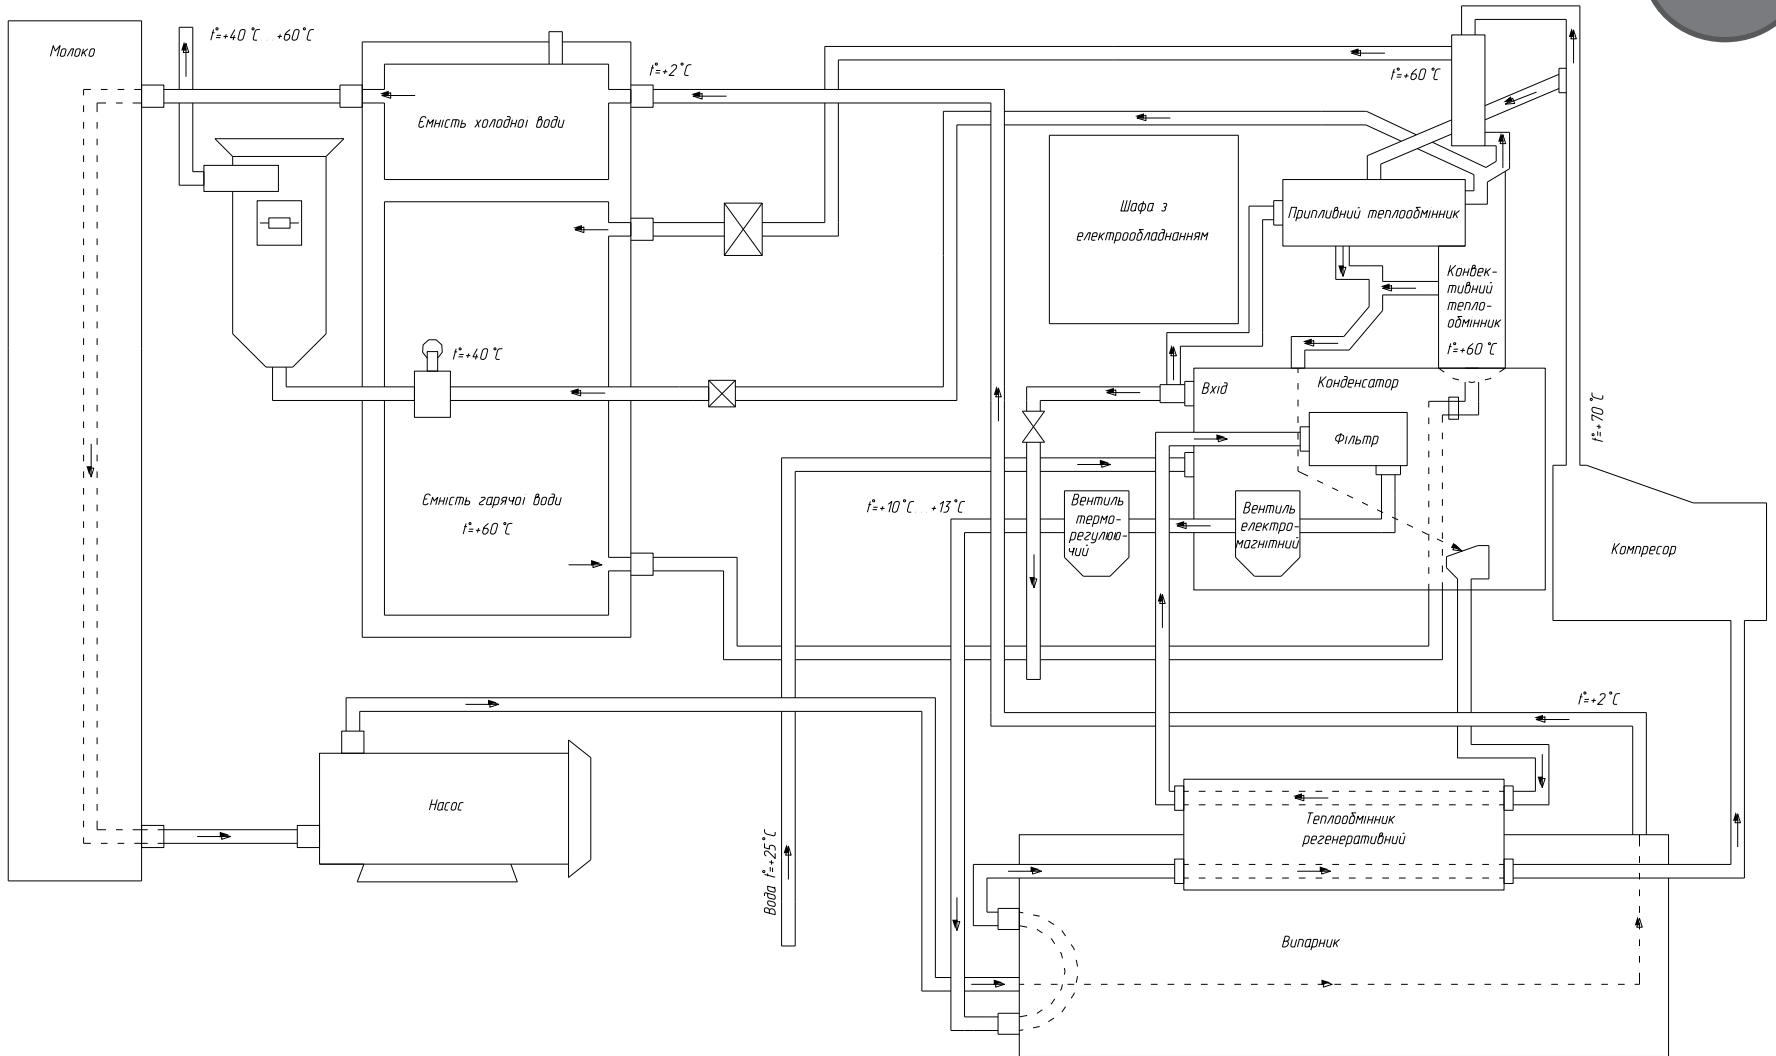 Молоко
t°=+40 °C...+60°C
t°=+2 °C
Ємність холодної води
t°=+60 °C
Шафа з
електрообладнанням
Припливний теплообмінник
Конвек-
тивний
тепло-
обмінник
t°=+60 °C
t°=+40 °C
Вхід
Конденсатор
Фільтр
t°=+70 °C
Ємність гарячої води
t°=+60 °C
t°=+10 °C...+13 °C
Вентиль
термо-
регулюю-
чий
Вентиль
електро-
магнітний
Компресор
t°=+2 °C
Насос
Вода t°=+25 °C
Теплообмінник
регенеративний
Випарник